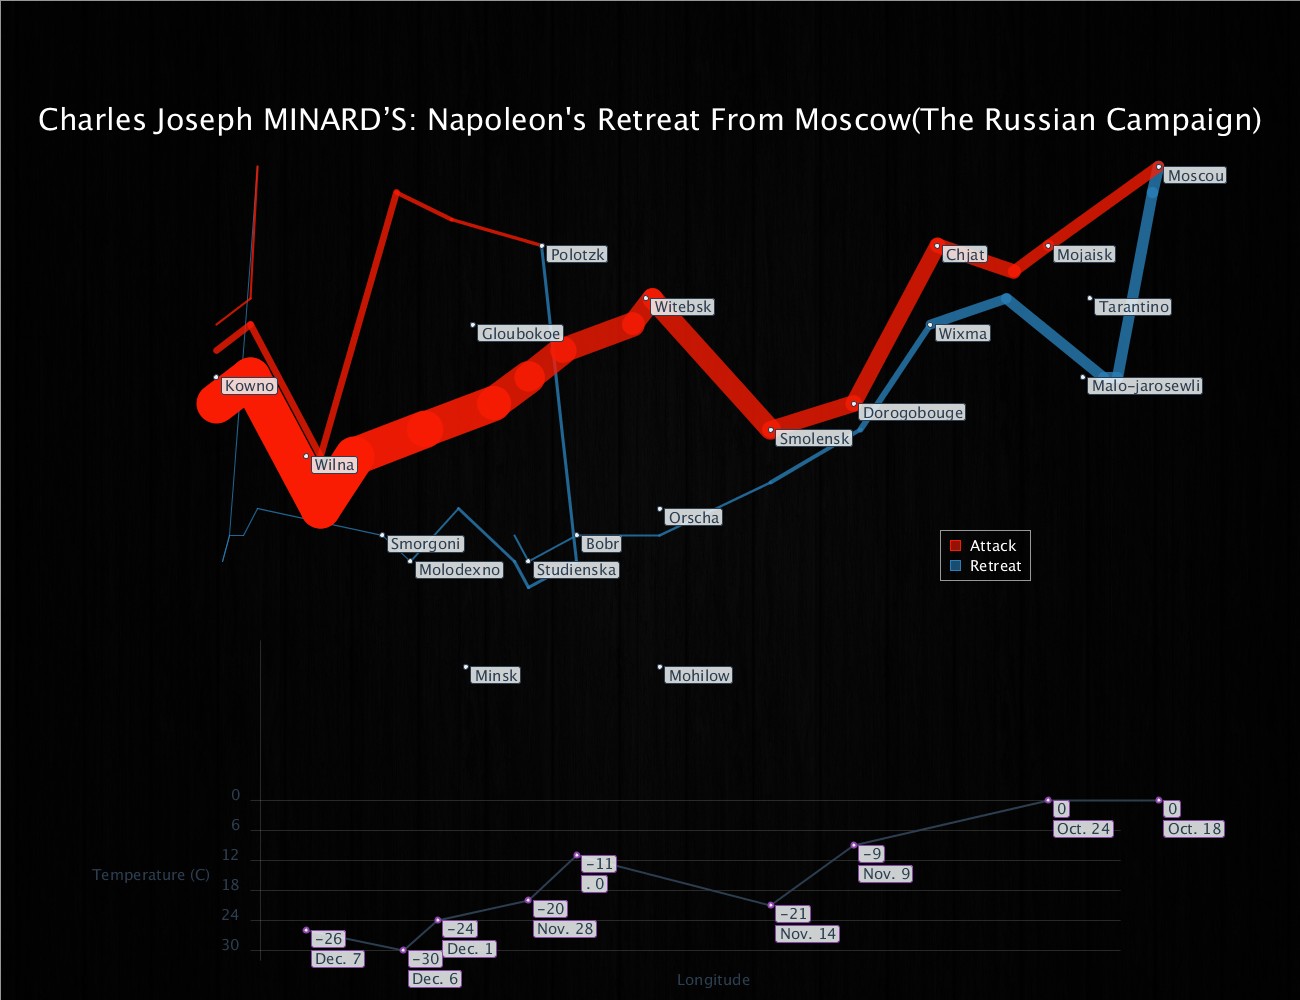 Charles Joseph MINARD’S: Napoleon's Retreat From Moscow(The Russian Campaign)
Moscou
Polotzk
Chjat
Mojaisk
Witebsk
Tarantino
Gloubokoe
Wixma
Kowno
Malo-jarosewli
Dorogobouge
Smolensk
Wilna
Orscha
Smorgoni
Bobr
Attack
Molodexno
Studienska
Retreat
Minsk
Mohilow
0
6
12
18
24
30
Temperature (C)
0
Oct. 24
0
Oct. 18
-9
Nov. 9
-11
. 0
-21
Nov. 14
-20
Nov. 28
-24
Dec. 1
-26
Dec. 7
-30
Dec. 6
Longitude